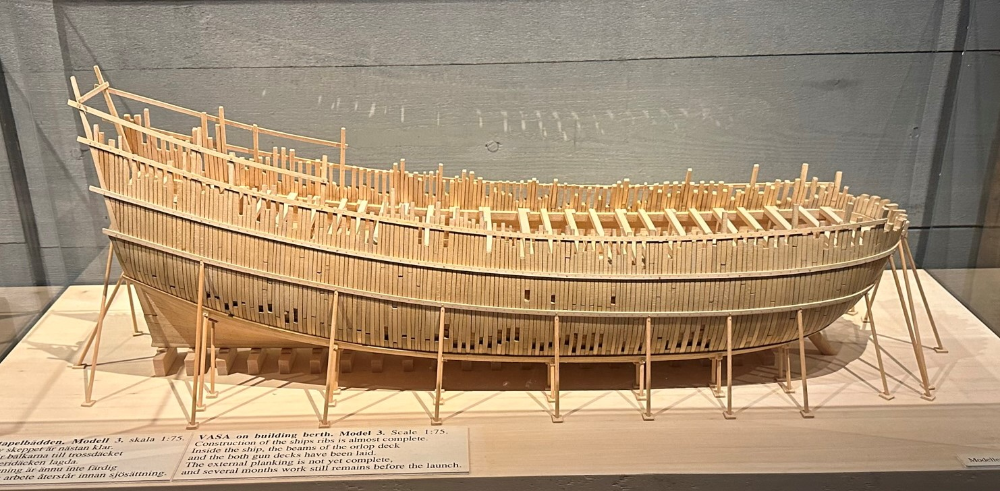 tapelbädden. Modell 3. skala 1:75.
skeppet är nästan klar.
balkarna till trossdäcket
däcken lagda.
ning är ännu inte färdig
arbete återstår innan sjösättning.
VASA on building berth. Model 3. Scale 1:75.
Construction of the ships ribs is almost complete.
Inside the ship, the beams of the orlop deck
and the both gun decks have been laid.
The external planking is not yet complete,
and several months work still remains before the launch.
Modelle